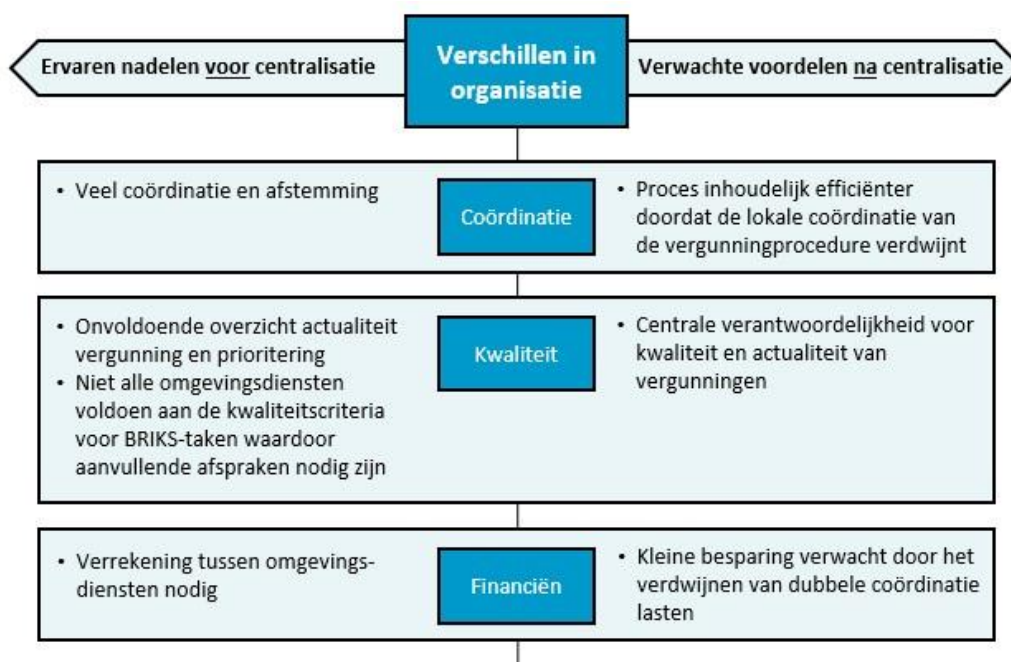 Ervaren nadelen voor centralisatie
Verschillen in
organisatie
Verwachte voordelen na centralisatie
• Veel coördinatie en afstemming
Coördinatie
• Proces inhoudelijk efficiënter
doordat de lokale coördinatie van
de vergunningprocedure verdwijnt
• Onvoldoende overzicht actualiteit
vergunning en prioritering
• Niet alle omgevingsdiensten
voldoen aan de kwaliteitscriteria
voor BRIKS-taken waardoor
aanvullende afspraken nodig zijn
Kwaliteit
• Centrale verantwoordelijkheid voor
kwaliteit en actualiteit van
vergunningen
• Verrekening tussen omgevings-
diensten nodig
Financiën
• Kleine besparing verwacht door het
verdwijnen van dubbele coördinatie
lasten